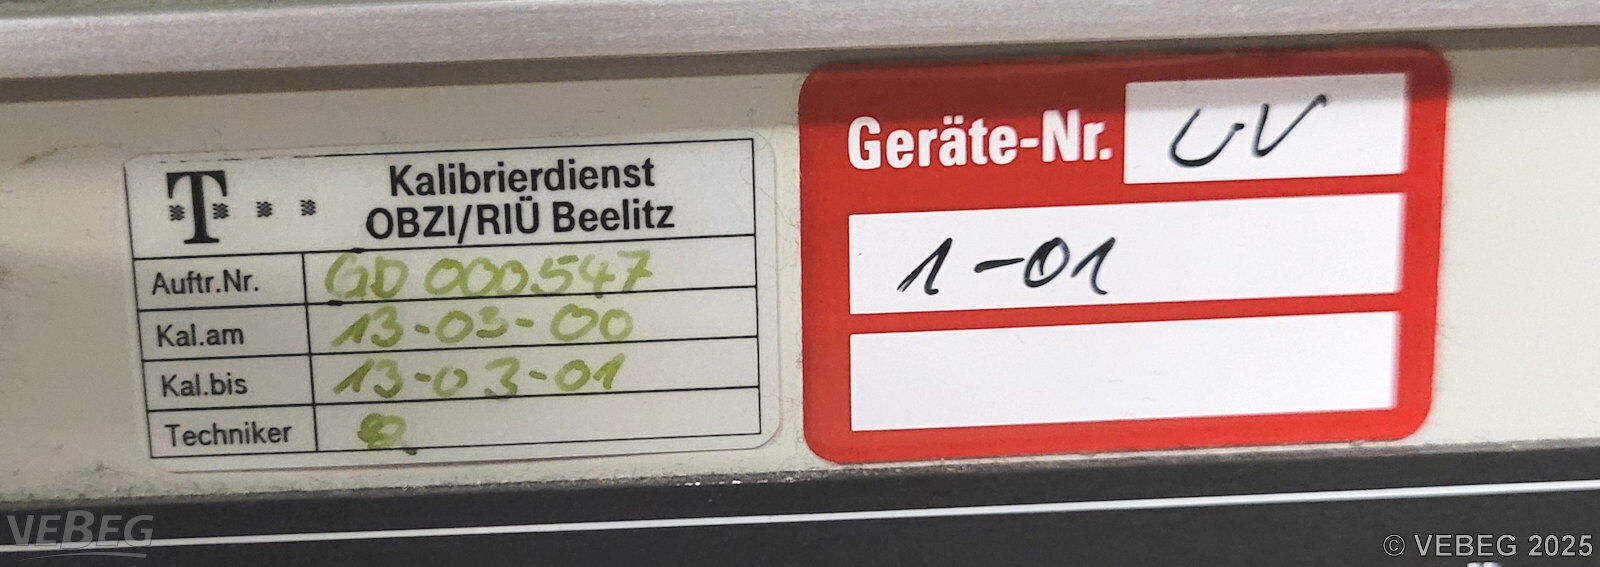 T
Kalibrierdienst
OBZI/RIÜ Beelitz
Auftr.Nr. GD 000547
Kal.am 13-03-00
Kal.bis 13-03-01
Techniker
Geräte-Nr. UV
1-01
VEBEG
© VEBEG 2025